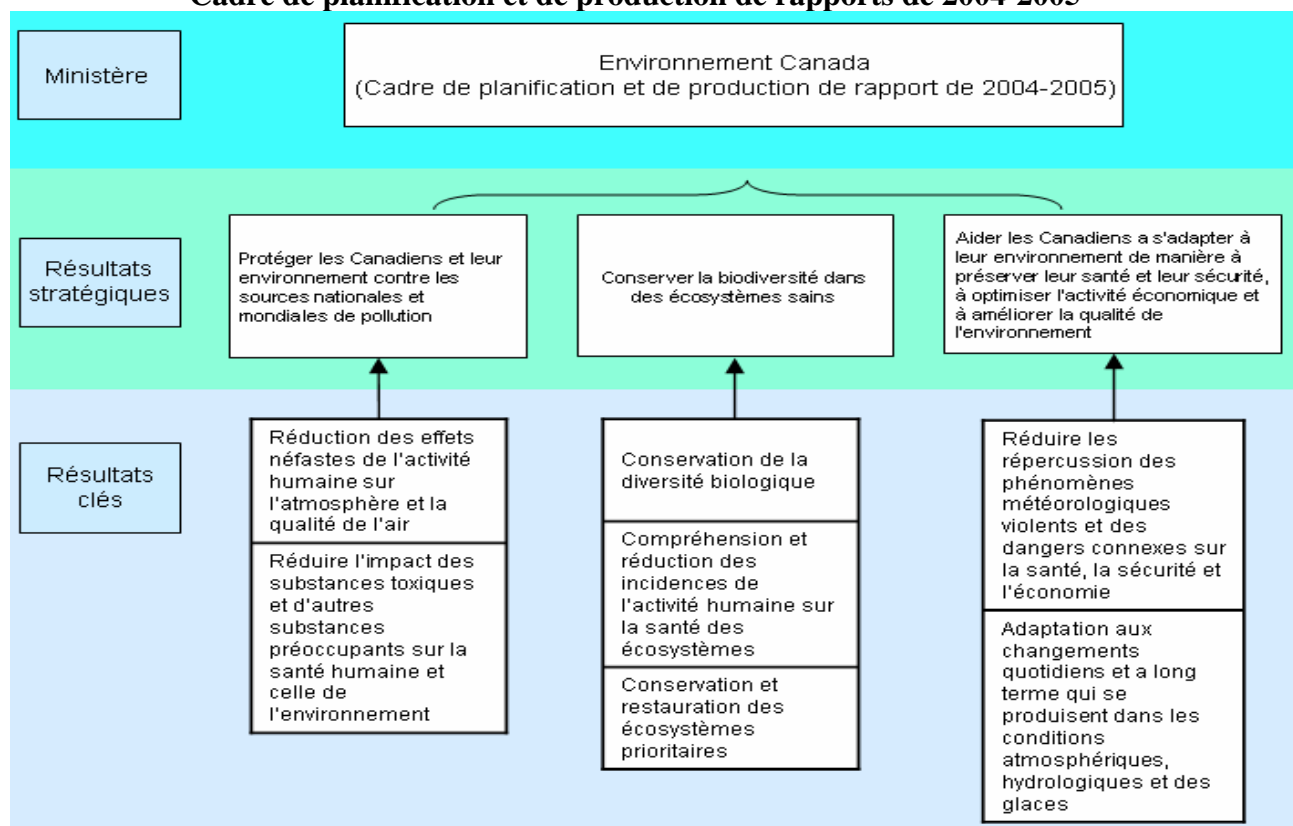 Cadre de planification et de production de rapports de 2004-2005
Ministère
Environnement Canada
(Cadre de planification et de production de rapport de 2004-2005)
Résultats
stratégiques
Protéger les Canadiens et leur
environnement contre les
sources nationales et
mondiales de pollution
Conserver la biodiversité dans
des écosystèmes sains
Aider les Canadiens a s'adapter à
leur environnement de manière à
préserver leur santé et leur sécurité,
à optimiser l'activité économique et
à améliorer la qualité de
l'environnement
Résultats
clés
Réduction des effets
néfastes de l'activité
humaine sur
l'atmosphère et la
qualité de l'air
Réduire l'impact des
substances toxiques
et d'autres
substances
préoccupants sur la
santé humaine et
celle de
l'environnement
Conservation de la
diversité biologique
Compréhension et
réduction des
incidences de
l'activité humaine sur
la santé des
écosystèmes
Conservation et
restauration des
écosystèmes
prioritaires
Réduire les
répercussion des
phénomènes
météorologiques
violents et des
dangers connexes sur
la santé, la sécurité et
l'économie
Adaptation aux
changements
quotidiens et a long
terme qui se
produisent dans les
conditions
atmosphériques,
hydrologiques et des
glaces